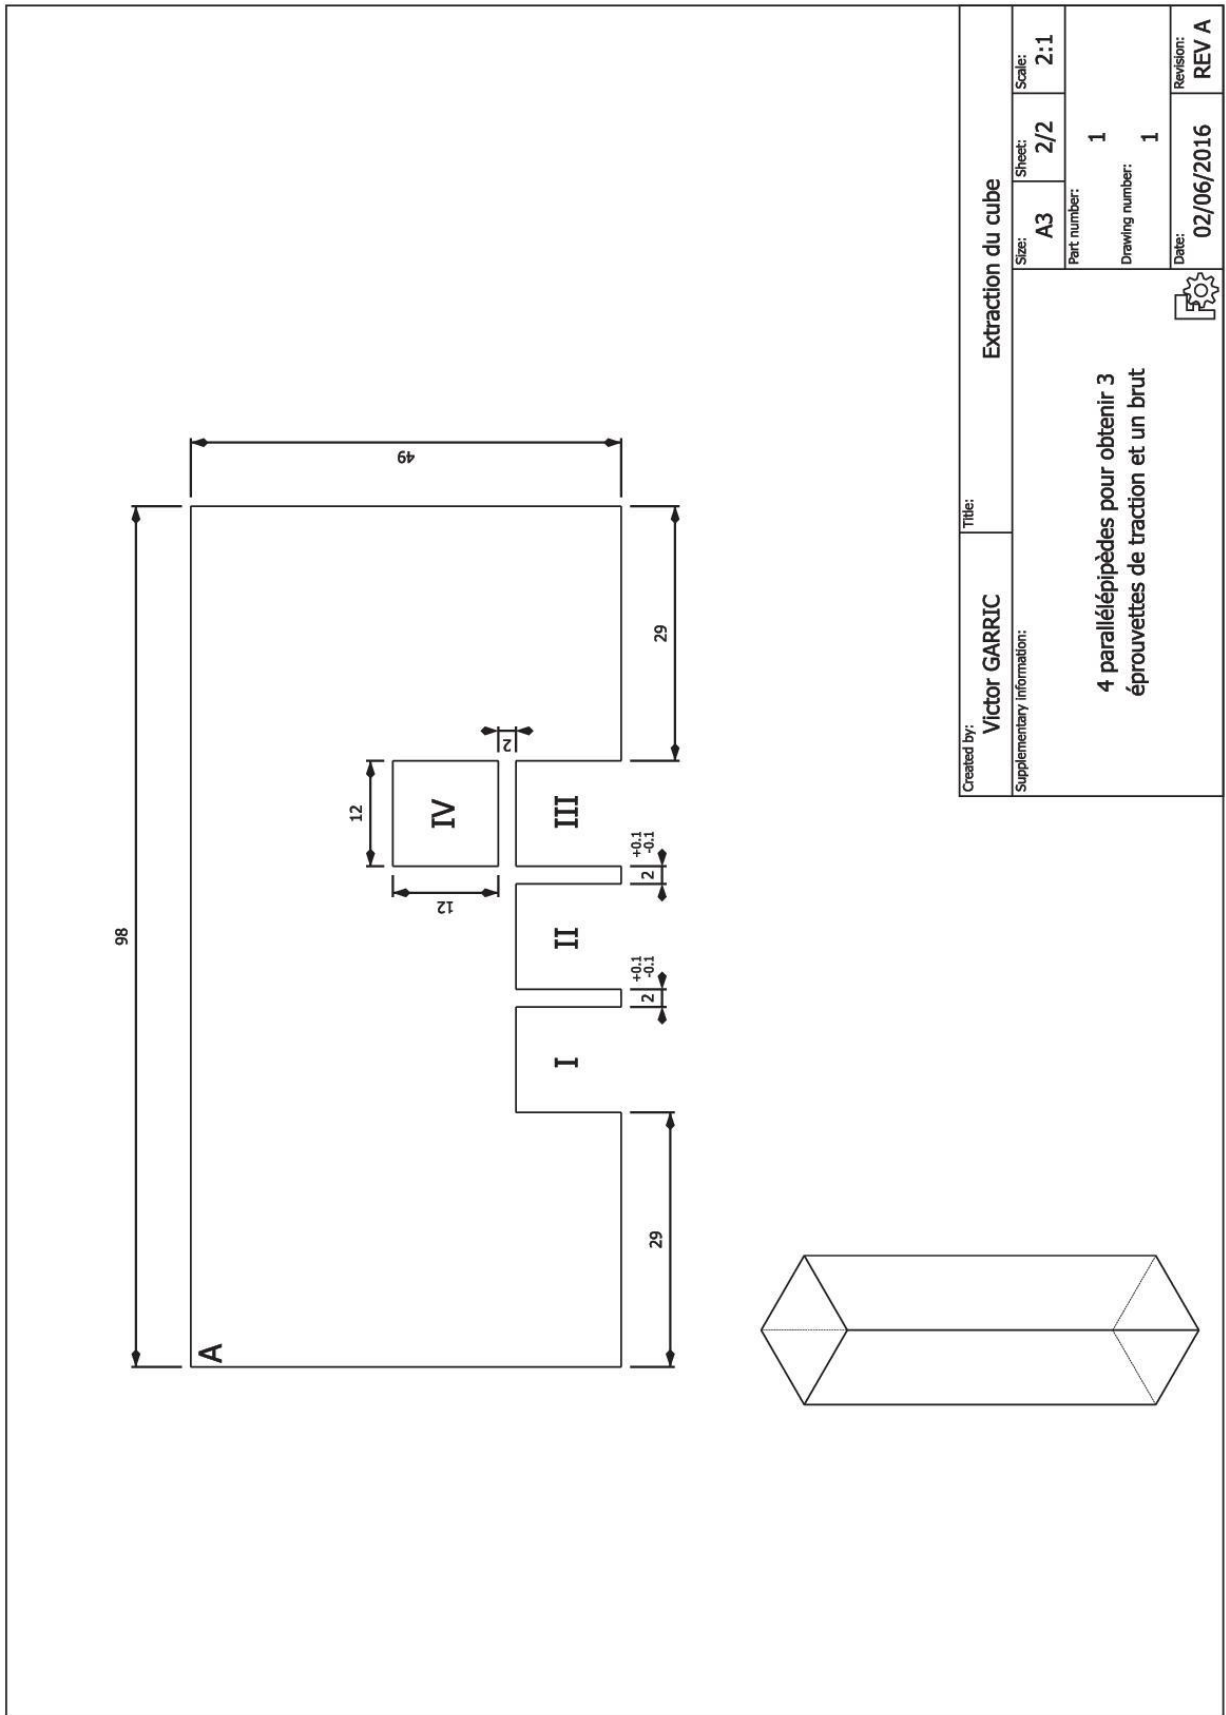 98
49
12
12
2
A
IV
I
II
III
2 +0.1 -0.1
2 +0.1 -0.1
29
29
Created by:
Victor GARRIC
Title:
Extraction du cube
Supplementary information:
4 parallélépipèdes pour obtenir 3
éprouvettes de traction et un brut
Size:
A3
Sheet:
2/2
Scale:
2:1
Part number:
1
Drawing number:
1
Date:
02/06/2016
Revision:
REV A